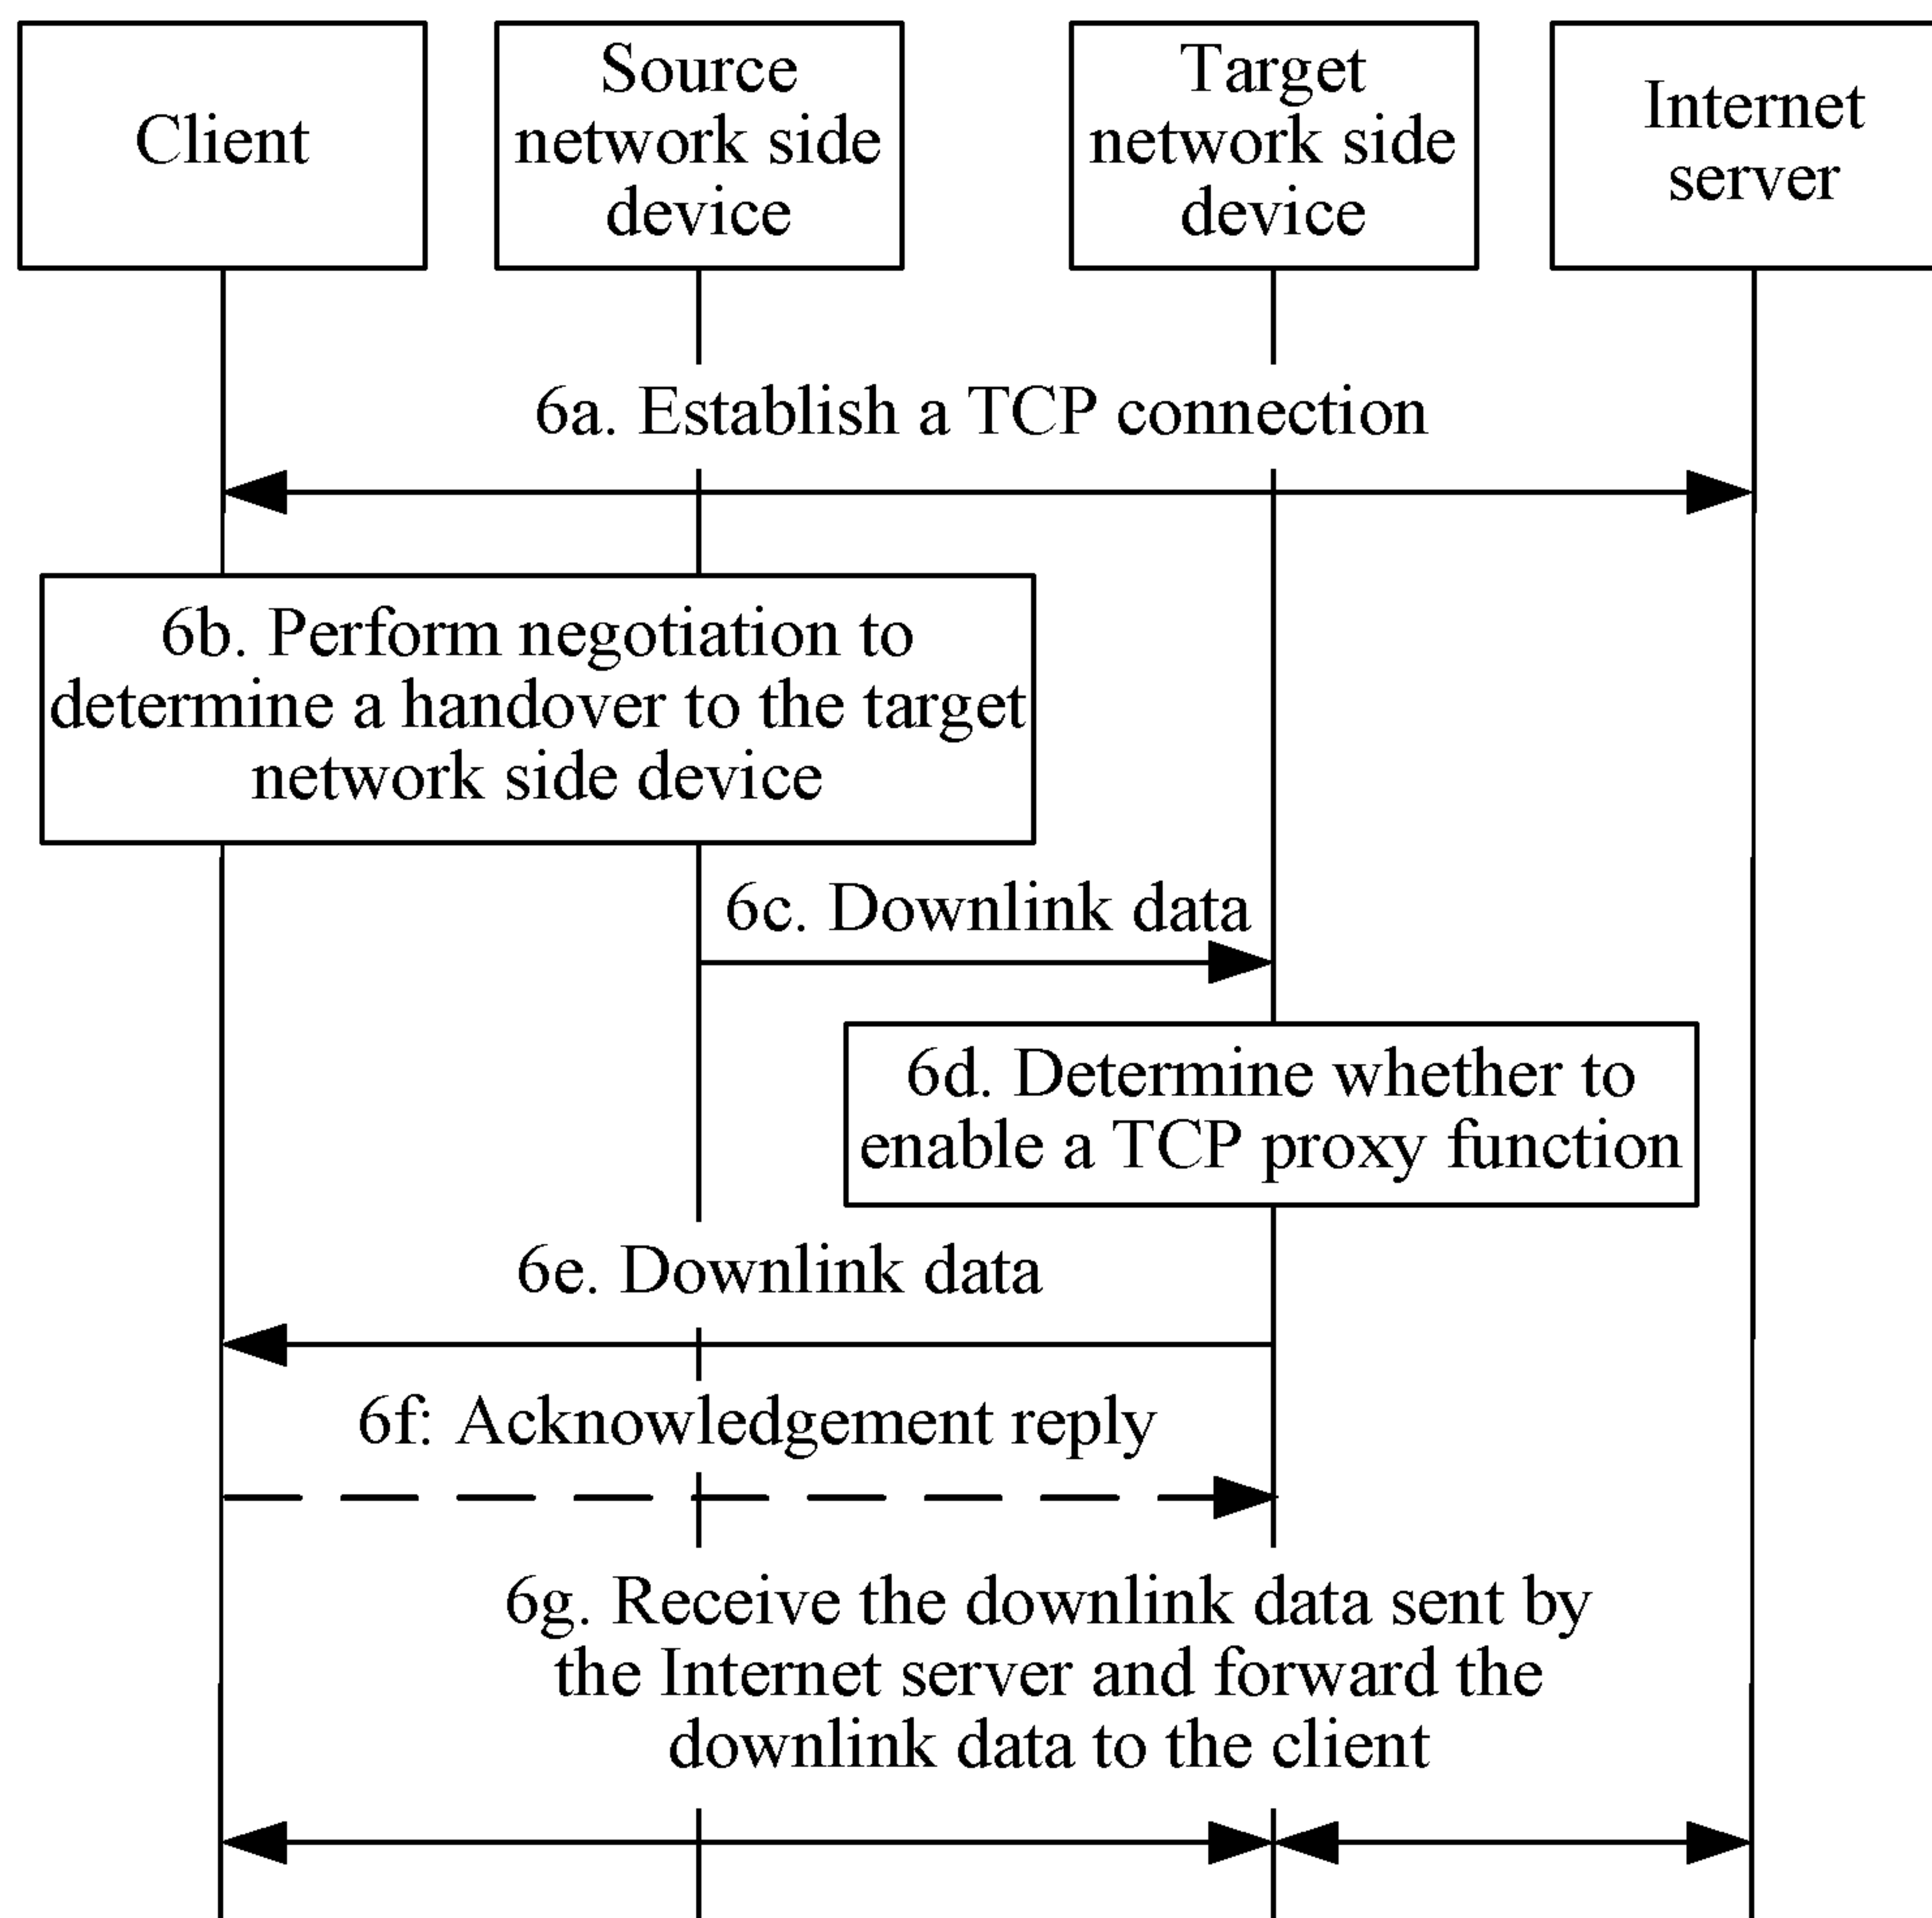 Client
Source
network side
device
Target
network side
device
Internet
server
6a. Establish a TCP connection
6b. Perform negotiation to
determine a handover to the target
network side device
6c. Downlink data
6d. Determine whether to
enable a TCP proxy function
6e. Downlink data
6f: Acknowledgement reply
6g. Receive the downlink data sent by
the Internet server and forward the
downlink data to the client